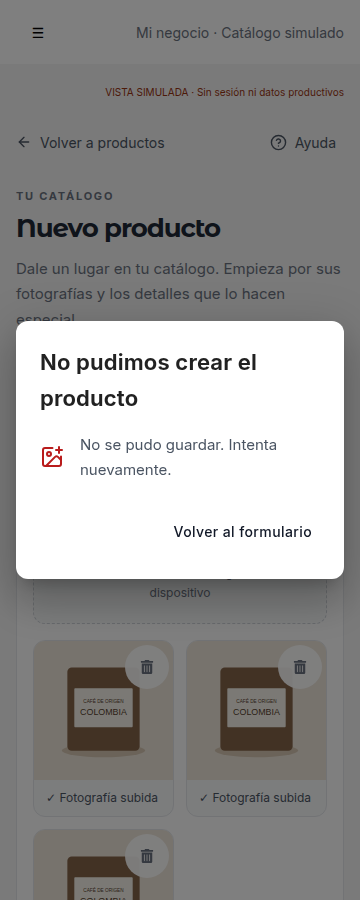 ☰ Mi negocio · Catálogo simulado
VISTA SIMULADA · Sin sesión ni datos productivos
Volver a productos
Ayuda
TU CATÁLOGO
Nuevo producto
Dale un lugar en tu catálogo. Empieza por sus
fotografías y los detalles que lo hacen
especial.
No pudimos crear el
producto
No se pudo guardar. Intenta
nuevamente.
Volver al formulario
dispositivo
CAFÉ DE ORIGEN
COLOMBIA
CAFÉ DE ORIGEN
COLOMBIA
✓ Fotografía subida
✓ Fotografía subida
CAFÉ DE ORIGEN
COLOMBIA